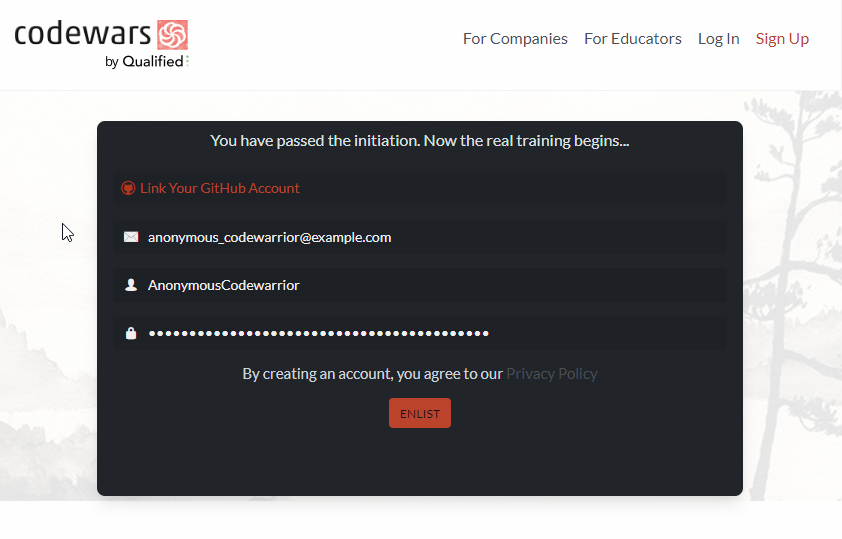 codewars
by Qualified
For Companies For Educators Log In Sign Up
You have passed the initiation. Now the real training begins...
Link Your GitHub Account
anonymous_codewarrior@example.com
AnonymousCodewarrior
By creating an account, you agree to our Privacy Policy
ENLIST